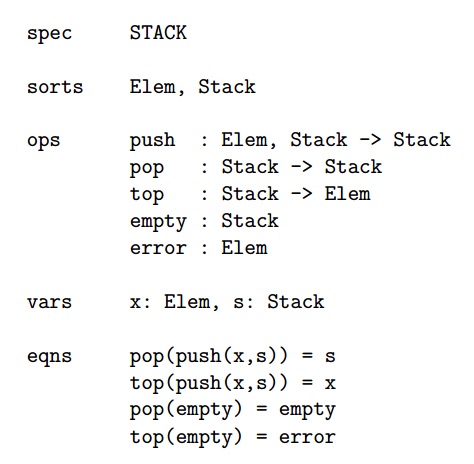 spec STACK
sorts Elem, Stack
ops push : Elem, Stack -> Stack
pop : Stack -> Stack
top : Stack -> Elem
empty : Stack
error : Elem
vars x: Elem, s: Stack
eqns pop(push(x,s)) = s
top(push(x,s)) = x
pop(empty) = empty
top(empty) = error